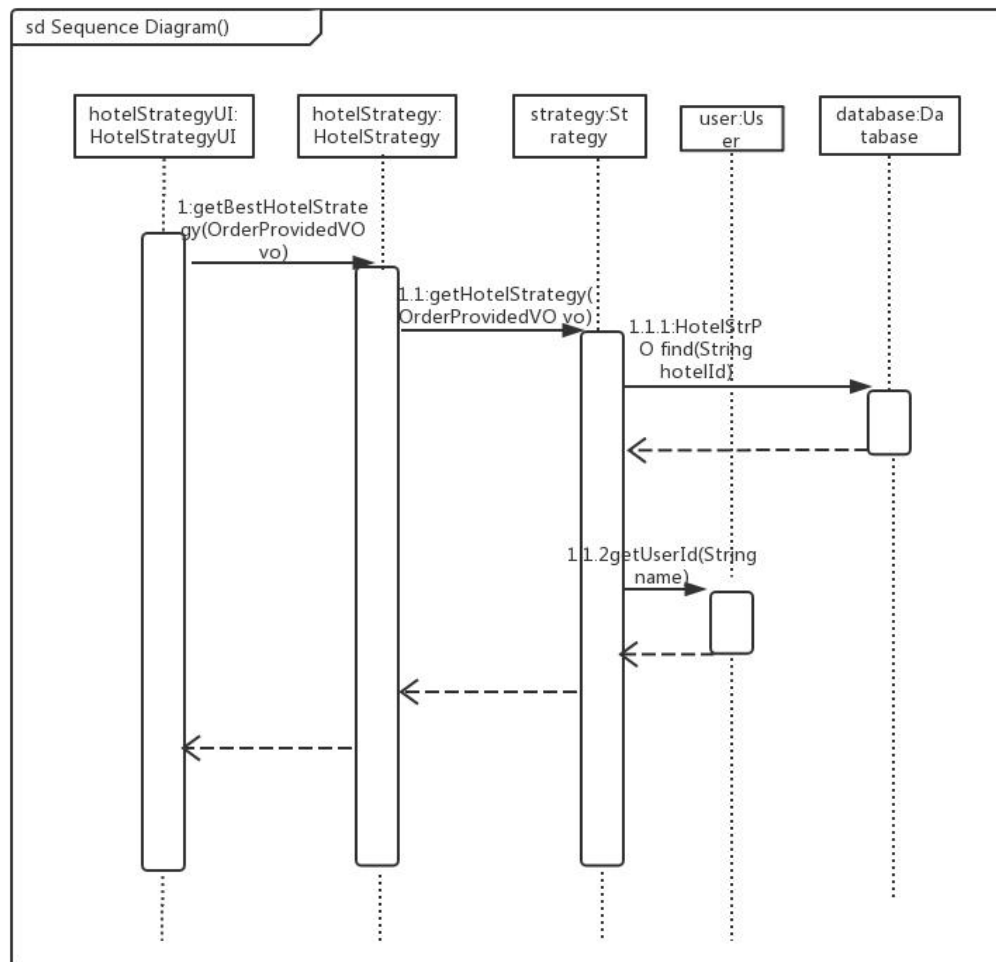 sd Sequence Diagram()
hotelStrategyUI:
HotelStrategyUI
hotelStrategy:
HotelStrategy
strategy:St
rategy
user:Us
er
database:Da
tabase
1:getBestHotelStrate
gy(OrderProvidedVO
vo)
1.1:getHotelStrategy(
OrderProvidedVO vo)
1.1.1:HotelStrP
O find(String
hotelId)
1.1.2getUserId(String
name)